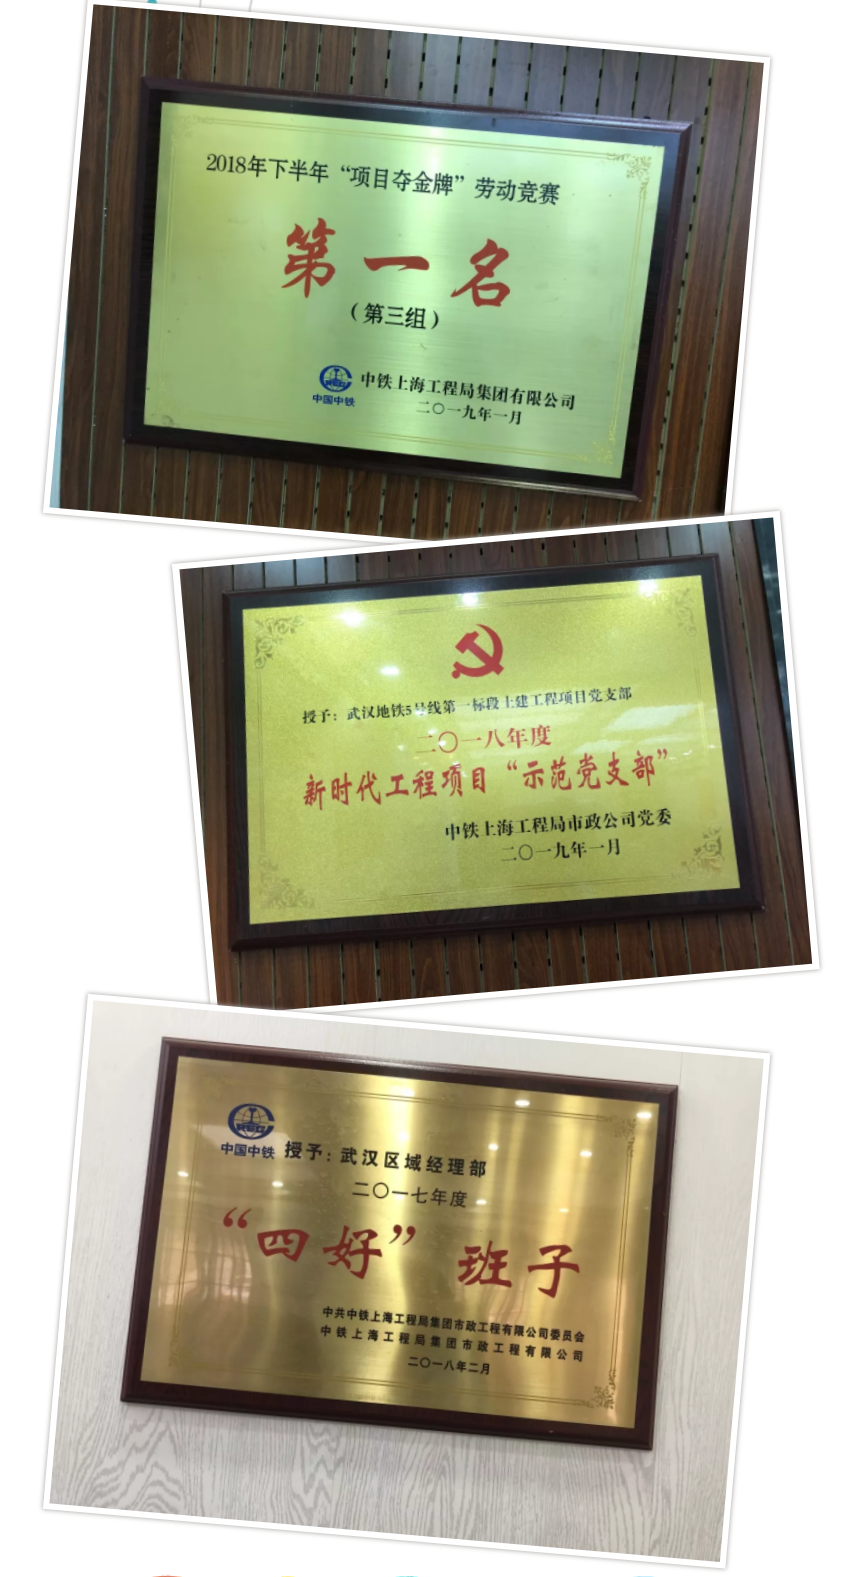 2018年下半年“项目夺金牌”劳动竞赛
第一名
（第三组）
中国中铁
中铁上海工程局集团有限公司
二〇一九年一月
授予：武汉地铁5号线第一标段土建工程项目党支部
二〇一八年度
新时代工程项目“示范党支部”
中铁上海工程局市政公司党委
二〇一九年一月
中国中铁
授予：武汉区域经理部
二〇一七年度
“四好”班子
中共中铁上海工程局集团市政工程有限公司委员会
中铁上海工程局集团市政工程有限公司
二〇一八年二月